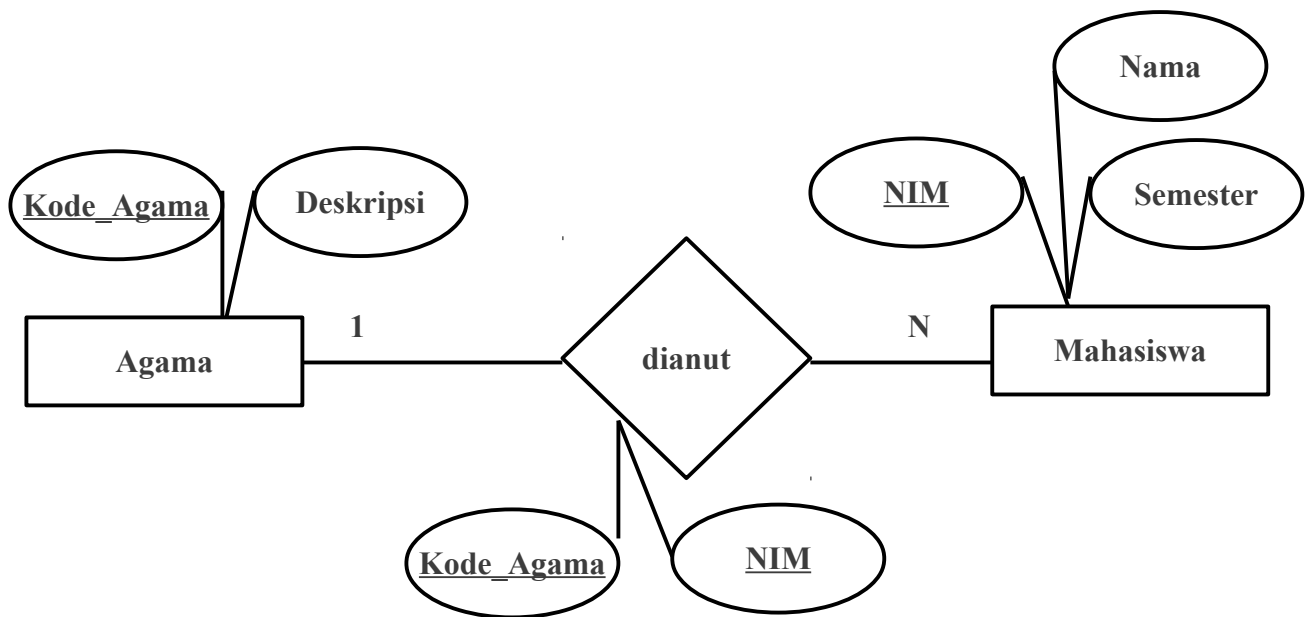 Nama
Kode_Agama
Deskripsi
NIM
Semester
Agama
1
dianut
N
Mahasiswa
Kode_Agama
NIM